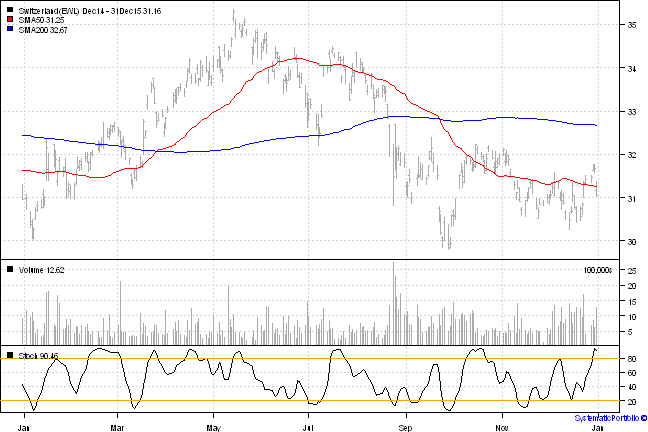 Switzerland(EWL) Dec14 - 31Dec15 31.16
SMA50 31.25
SMA200 32.67
35
34
33
32
31
30
Volume 12.62
100,000s
25
20
15
10
5
Stoch 90.46
80
60
40
20
Jan Mar May Jul Sep Nov Jan
SystematicPortfolio ©